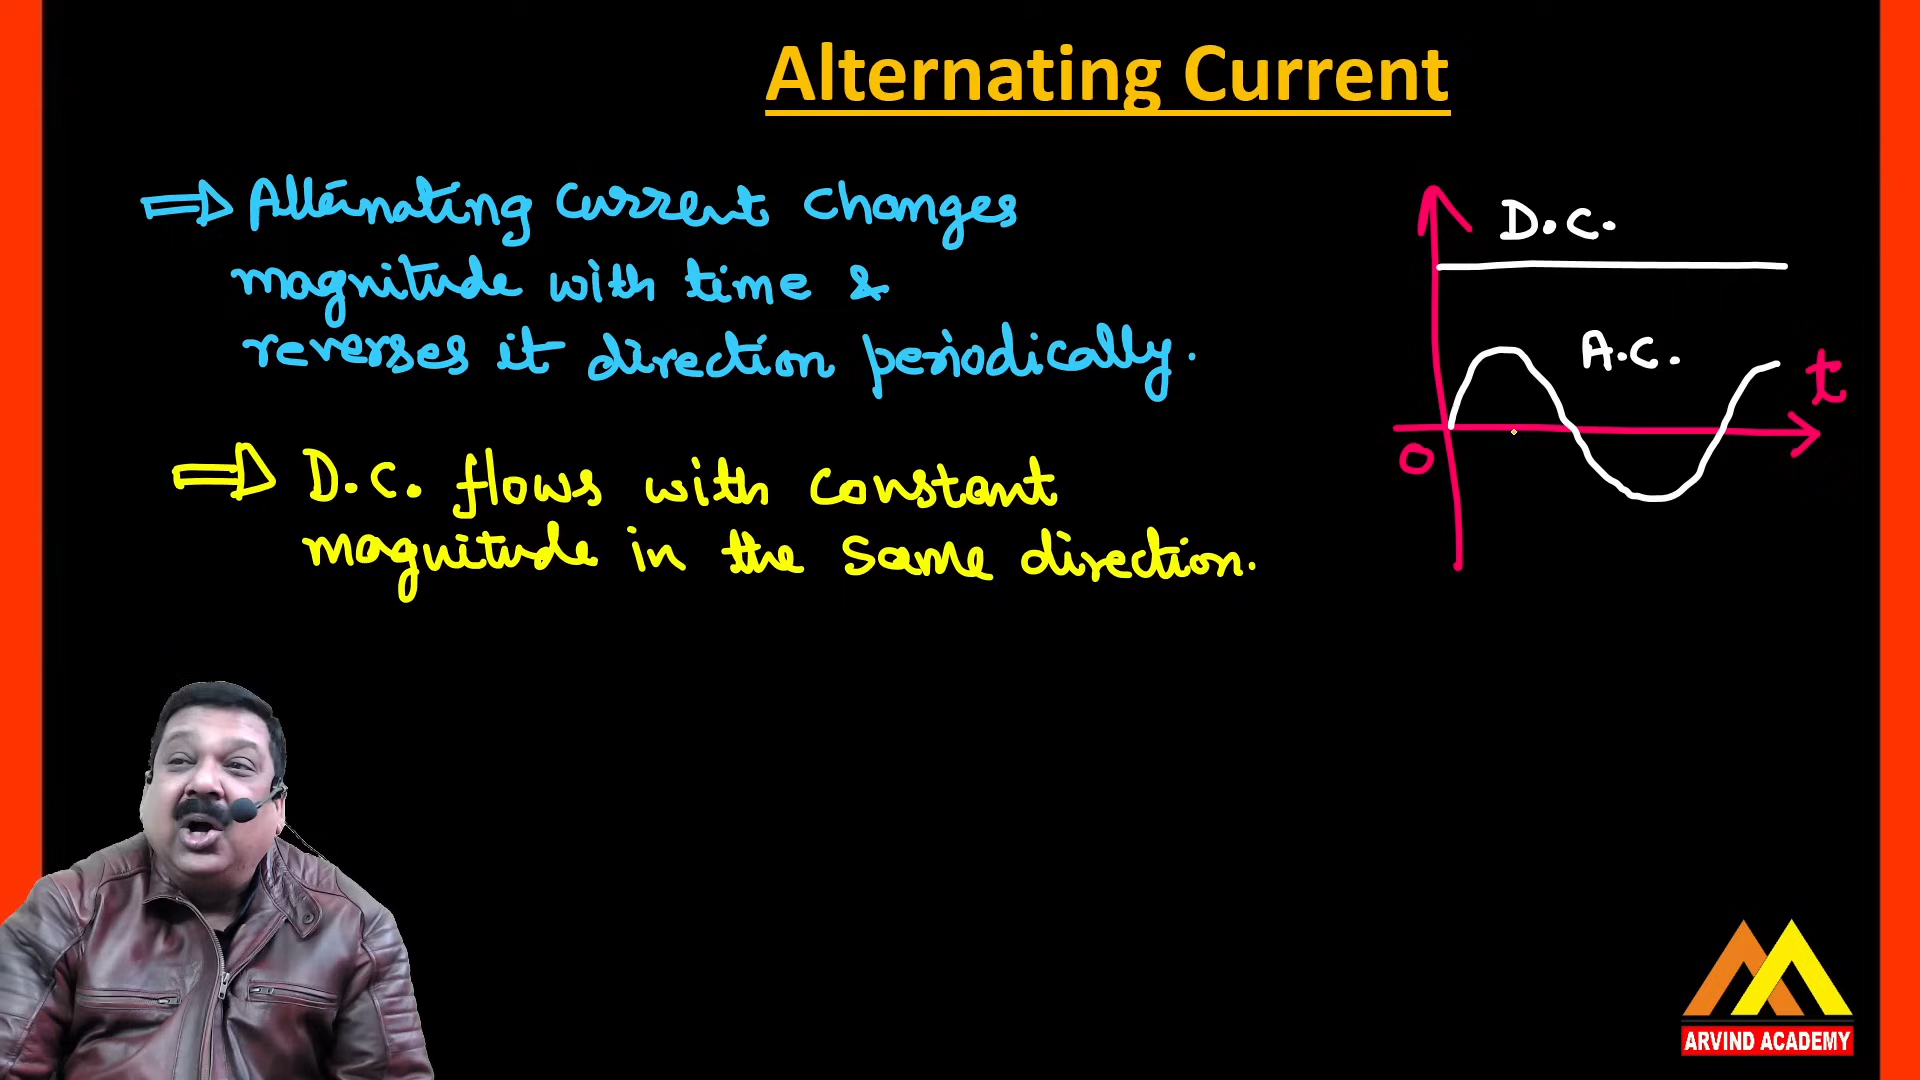 Alternating Current
Alternating current changes
magnitude with time &
reverses it direction periodically.
D.C. flows with constant
magnitude in the same direction.
D.C.
A.C.
t
0
ARVIND ACADEMY